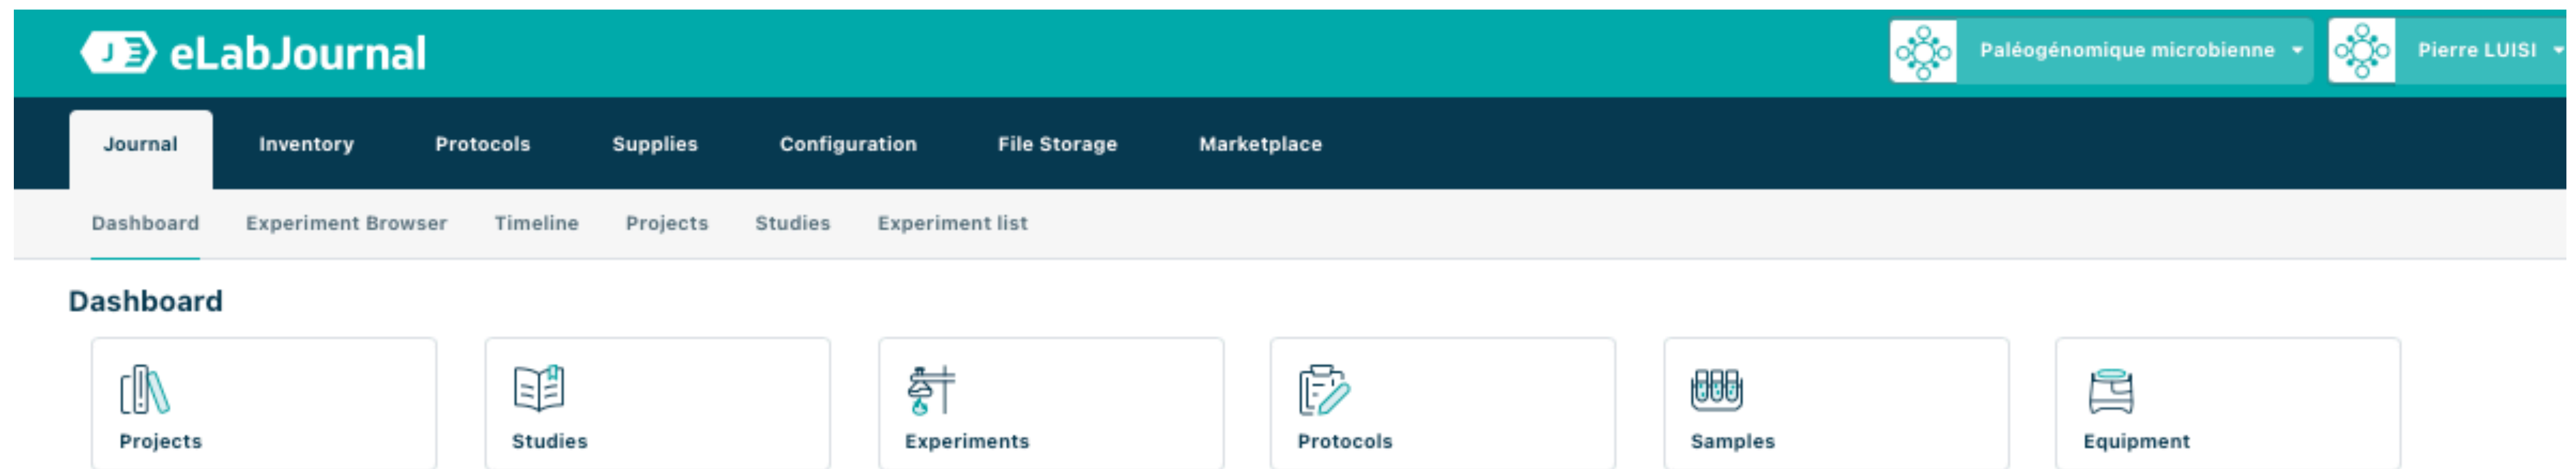 JE eLabJournal Paléogénomique microbienne Pierre LUISI
Journal Inventory Protocols Supplies Configuration File Storage Marketplace
Dashboard Experiment Browser Timeline Projects Studies Experiment list
Dashboard
Projects Studies Experiments Protocols Samples Equipment